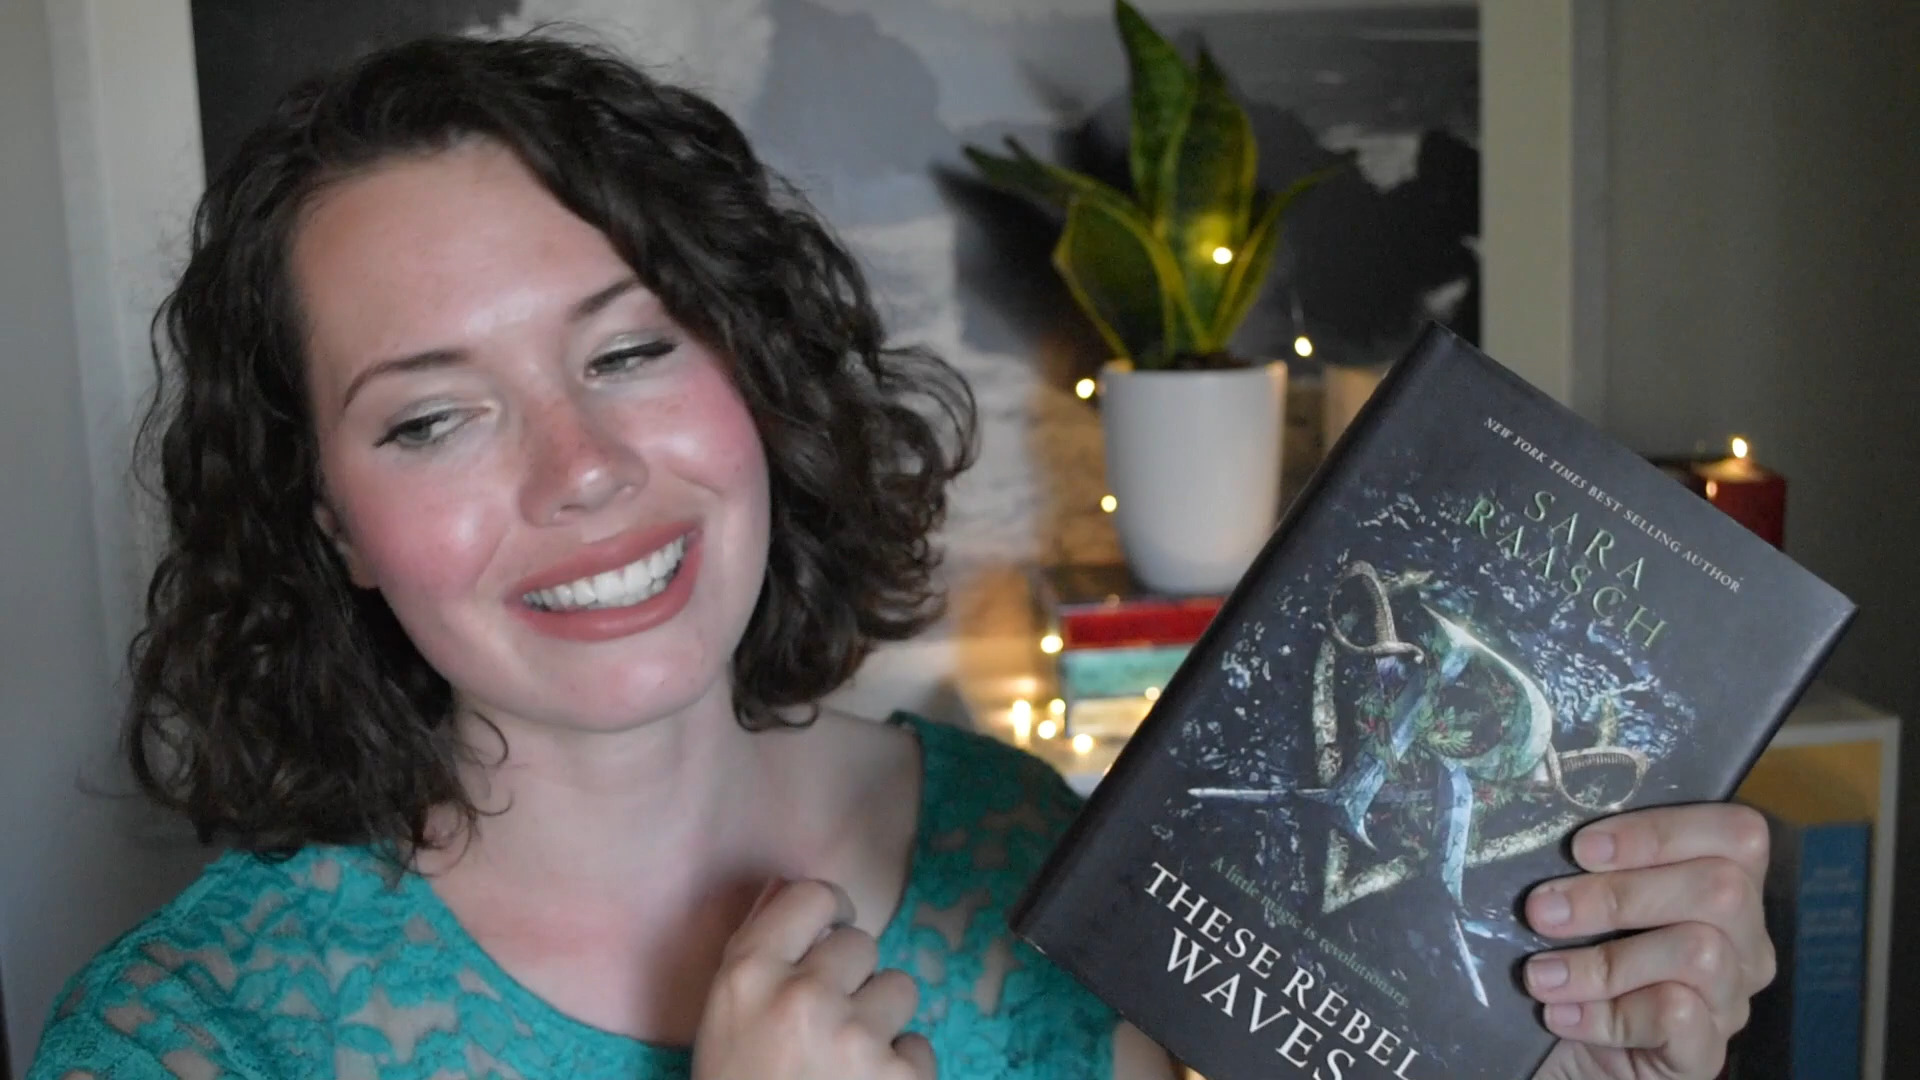 NEW YORK TIMES BEST SELLING AUTHOR
SARA
RAASCH
A little magic is revolutionary.
THESE REBEL
WAVES